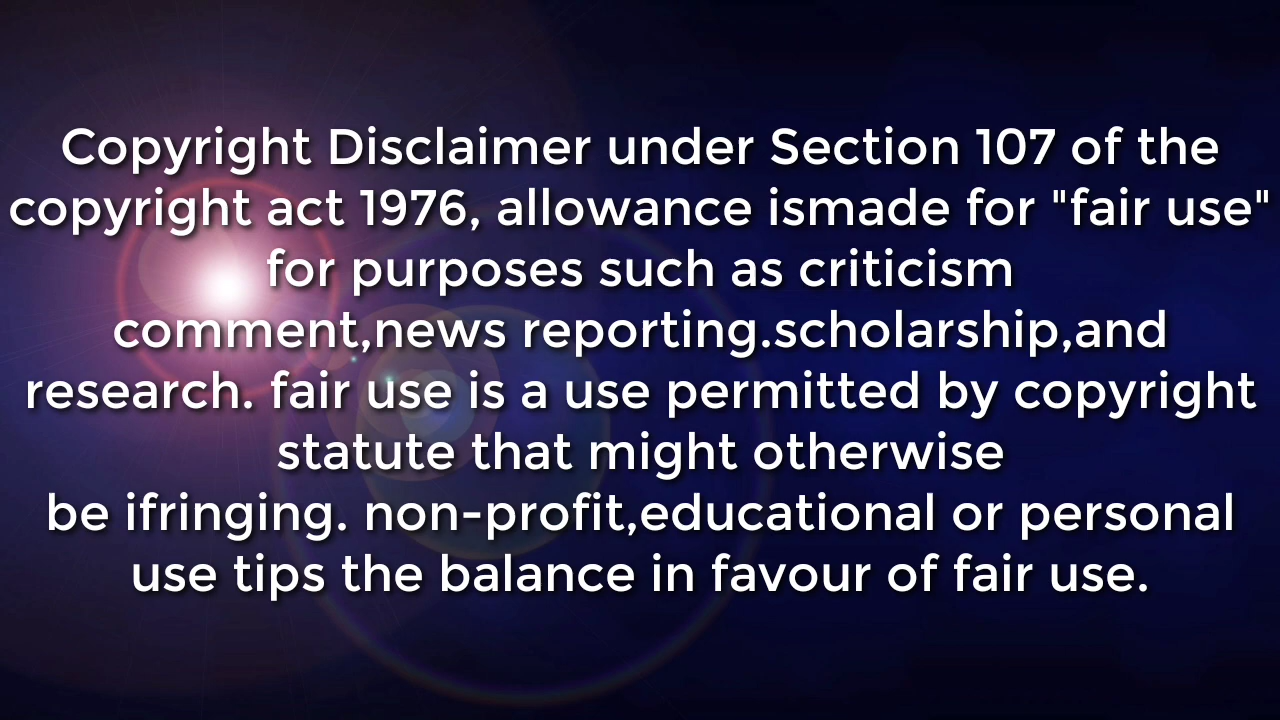 Copyright Disclaimer under Section 107 of the
copyright act 1976, allowance ismade for "fair use"
for purposes such as criticism
comment,news reporting.scholarship,and
research. fair use is a use permitted by copyright
statute that might otherwise
be ifringing. non-profit,educational or personal
use tips the balance in favour of fair use.